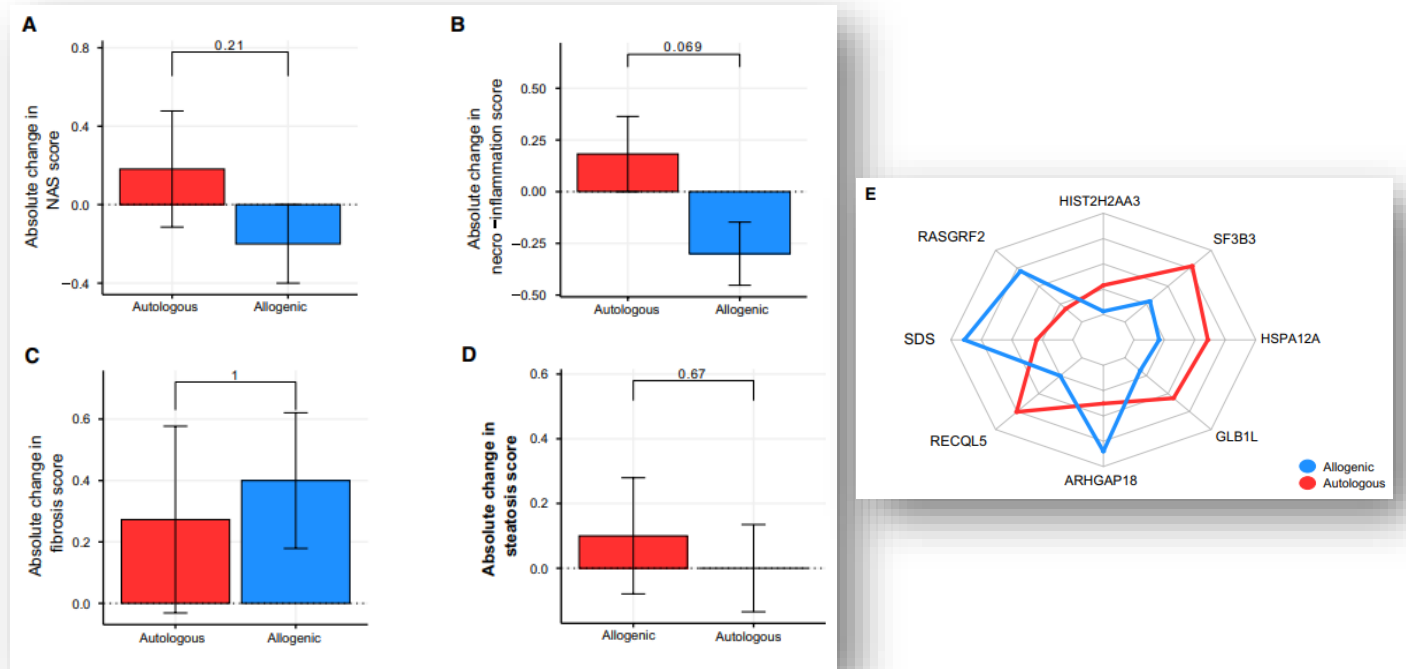 A
0.21
0.8
0.4
0.0
−0.4
Absolute change in
NAS score
Autologous
Allogenic
B
0.069
0.50
0.25
0.00
−0.25
−0.50
Absolute change in
necro −inflammation score
Autologous
Allogenic
C
1
0.6
0.4
0.2
0.0
Absolute change in
fibrosis score
Autologous
Allogenic
D
0.67
0.6
0.4
0.2
0.0
Absolute change in
steatosis score
Allogenic
Autologous
E
HIST2H2AA3
RASGRF2
SF3B3
SDS
HSPA12A
RECQL5
GLB1L
ARHGAP18
Allogenic
Autologous